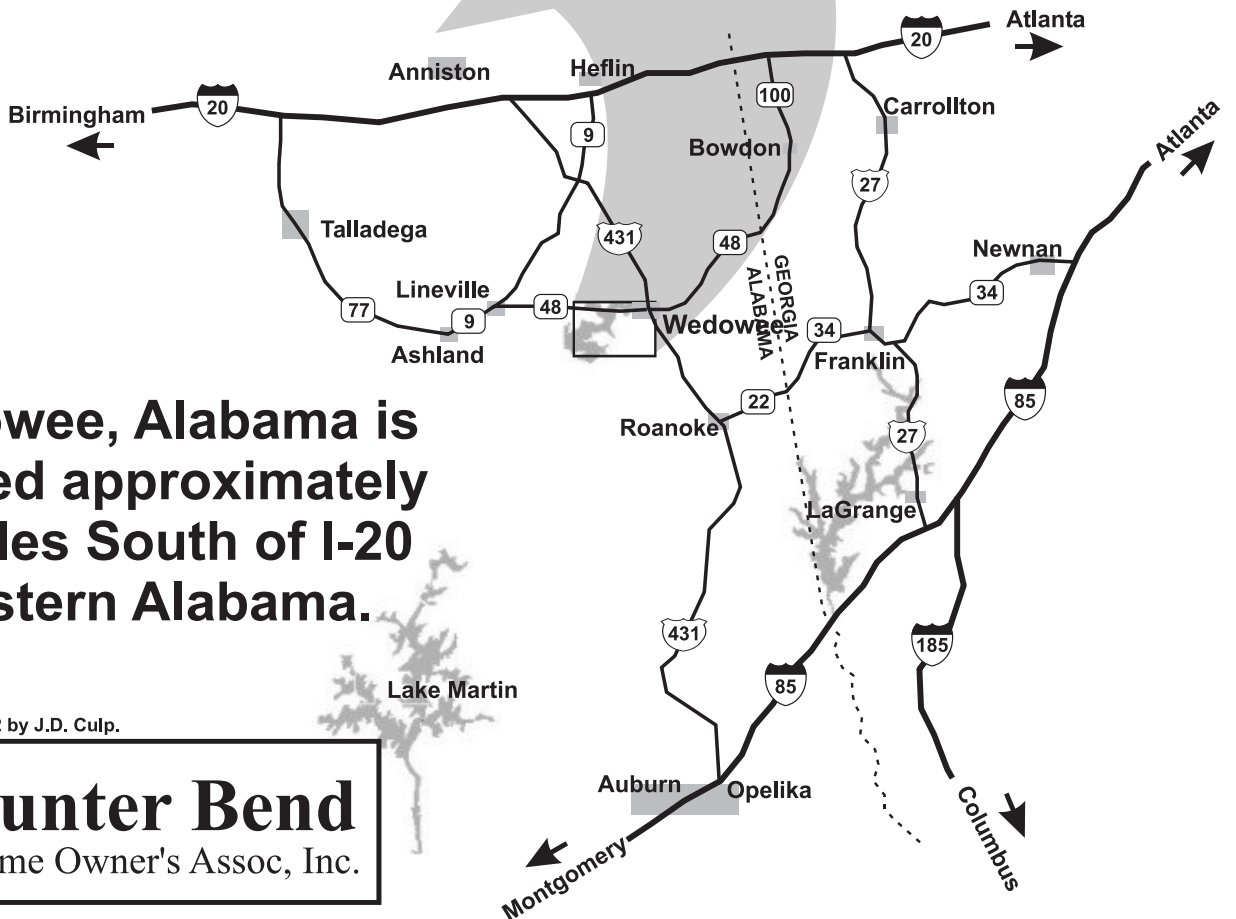 Atlanta
20
Anniston
Heflin
20
Birmingham
100
Carrollton
9
Bowdon
Atlanta
27
Talladega
431
48
Newnan
GEORGIA
ALABAMA
Lineville
34
77
9
48
Wedowee
34
Ashland
Franklin
85
22
Roanoke
27
owee, Alabama is
ed approximately
les South of I-20
stern Alabama.
LaGrange
431
185
85
Lake Martin
by J.D. Culp.
unter Bend
me Owner's Assoc, Inc.
Auburn
Opelika
Columbus
Montgomery